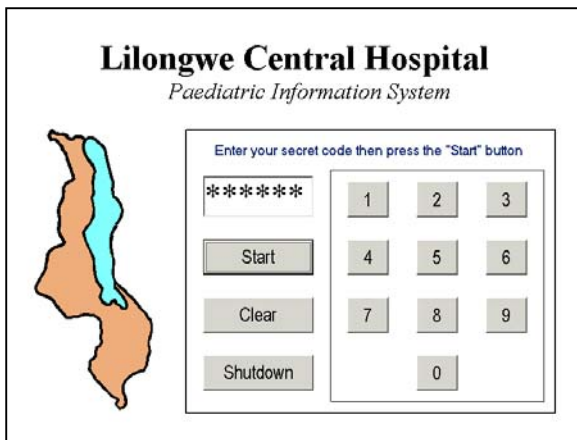 Lilongwe Central Hospital
Paediatric Information System
Enter your secret code then press the "Start" button
******
1 2 3
Start
4 5 6
Clear
7 8 9
Shutdown
0